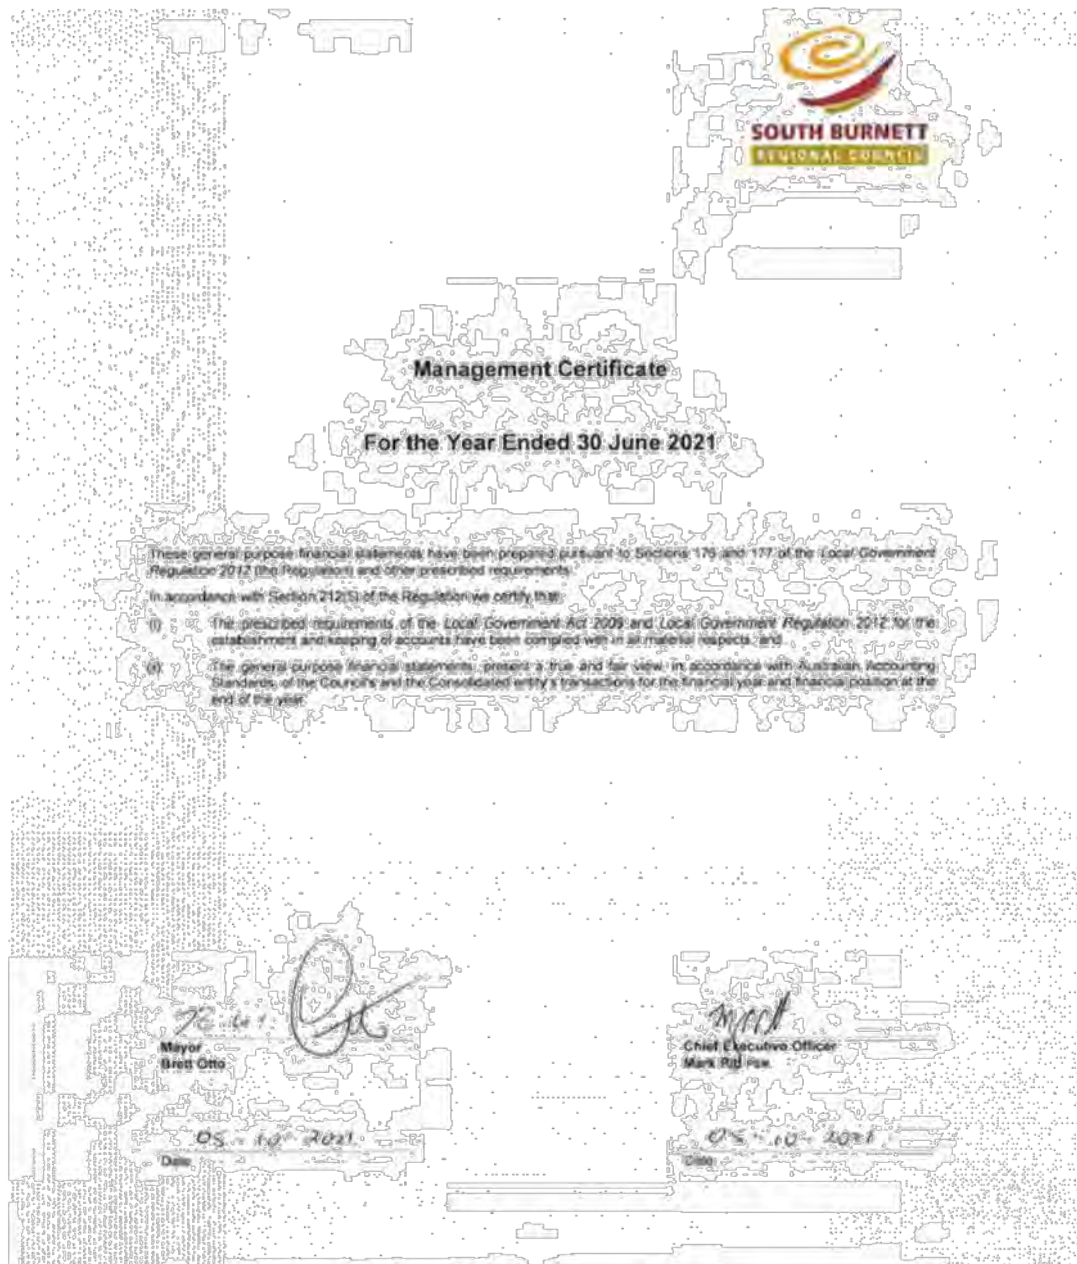 SOUTH BURNETT
REGIONAL COUNCIL
Management Certificate
For the Year Ended 30 June 2021
These general purpose financial statements have been prepared pursuant to Sections 176 and 177 of the Local Government
Regulation 2012 (the Regulation) and other prescribed requirements.
In accordance with Section 212(5) of the Regulation we certify that:
(i) The prescribed requirements of the Local Government Act 2009 and Local Government Regulation 2012 for the
establishment and keeping of accounts have been complied with in all material respects; and
(ii) The general purpose financial statements, present a true and fair view, in accordance with Australian Accounting
Standards, of the Council's and the Consolidated entity's transactions for the financial year and financial position at the
end of the year.
Mayor
Brett Otto
Chief Executive Officer
Mark
05 - 10 - 2021
05 - 10 - 2021
Date
Date